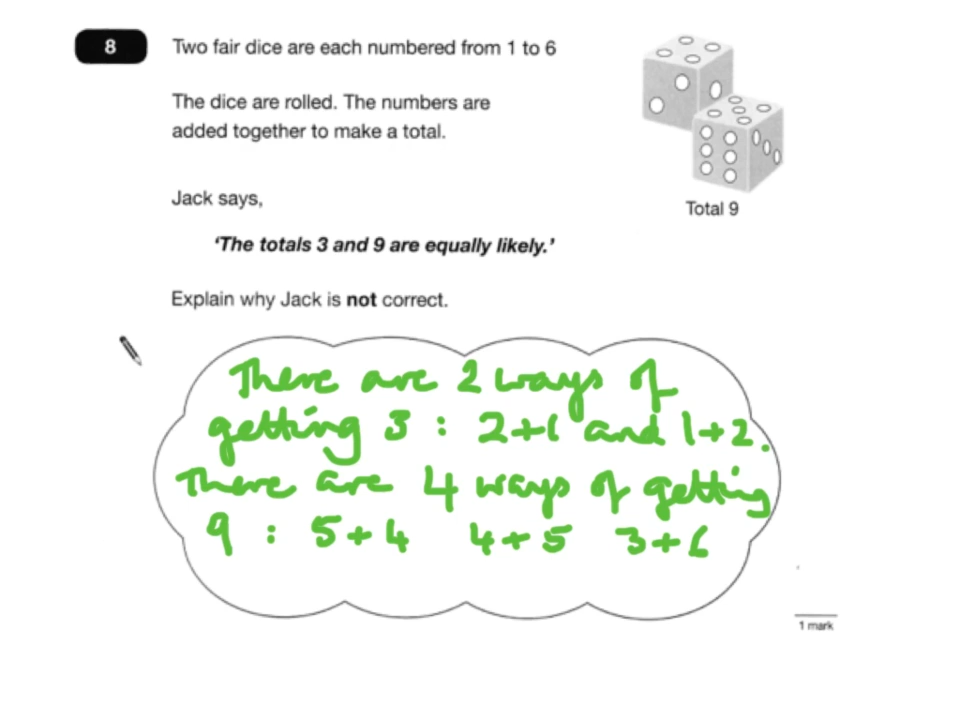 8
Two fair dice are each numbered from 1 to 6
The dice are rolled. The numbers are
added together to make a total.
Total 9
Jack says,
‘The totals 3 and 9 are equally likely.’
Explain why Jack is not correct.
There are 2 ways of
getting 3 : 2+1 and 1+2.
There are 4 ways of getting
9 : 5+4 4+5 3+6
1 mark